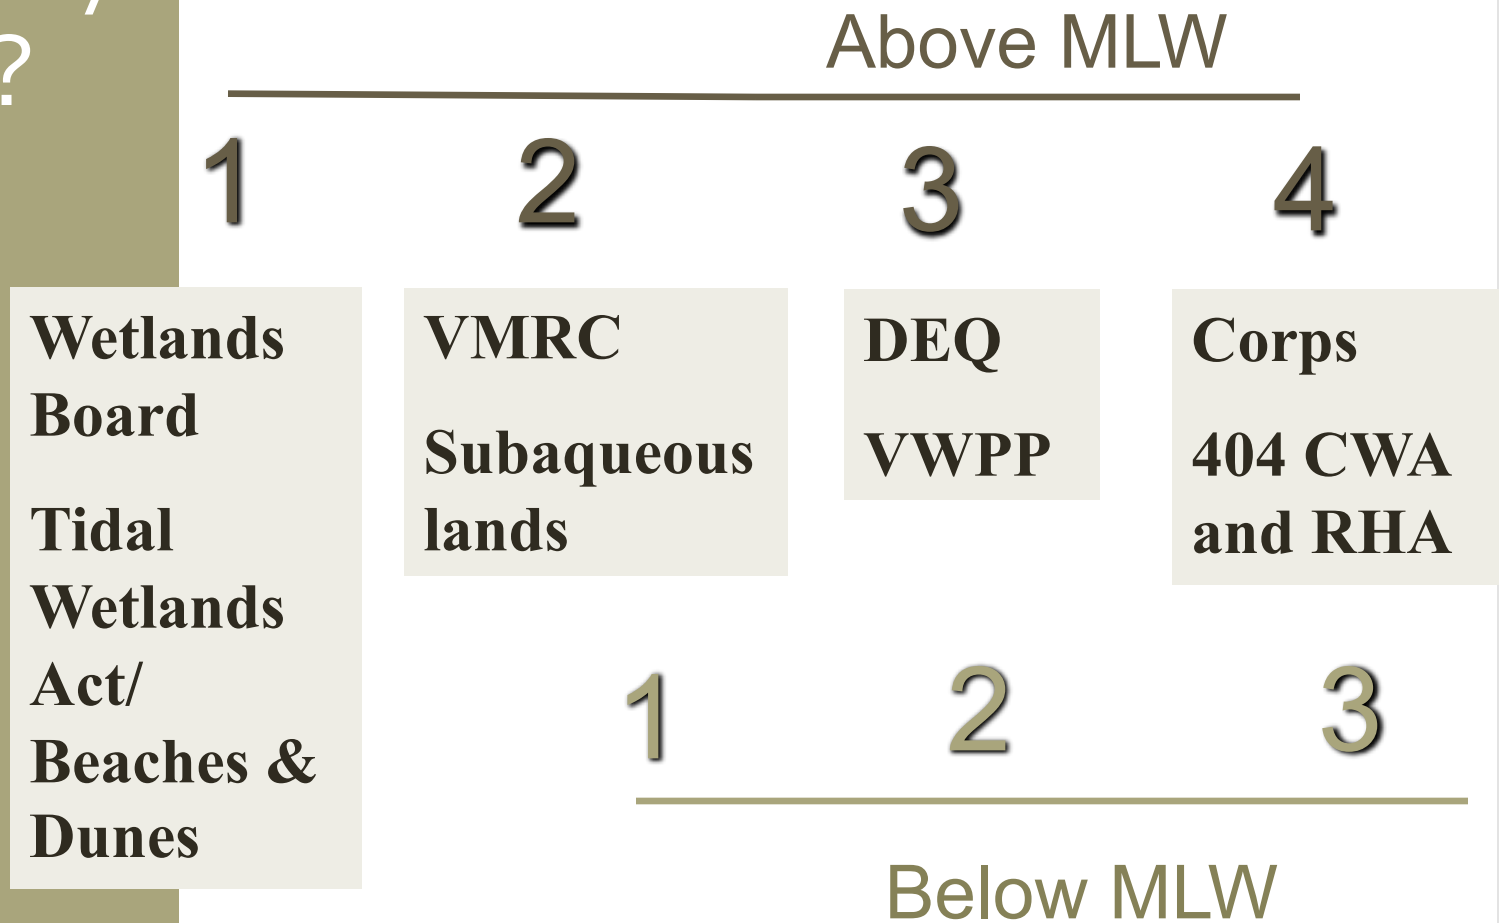 ?
Above MLW
1 2 3 4
Wetlands
Board
Tidal
Wetlands
Act/
Beaches &
Dunes
VMRC
Subaqueous
lands
DEQ
VWPP
Corps
404 CWA
and RHA
1 2 3
Below MLW